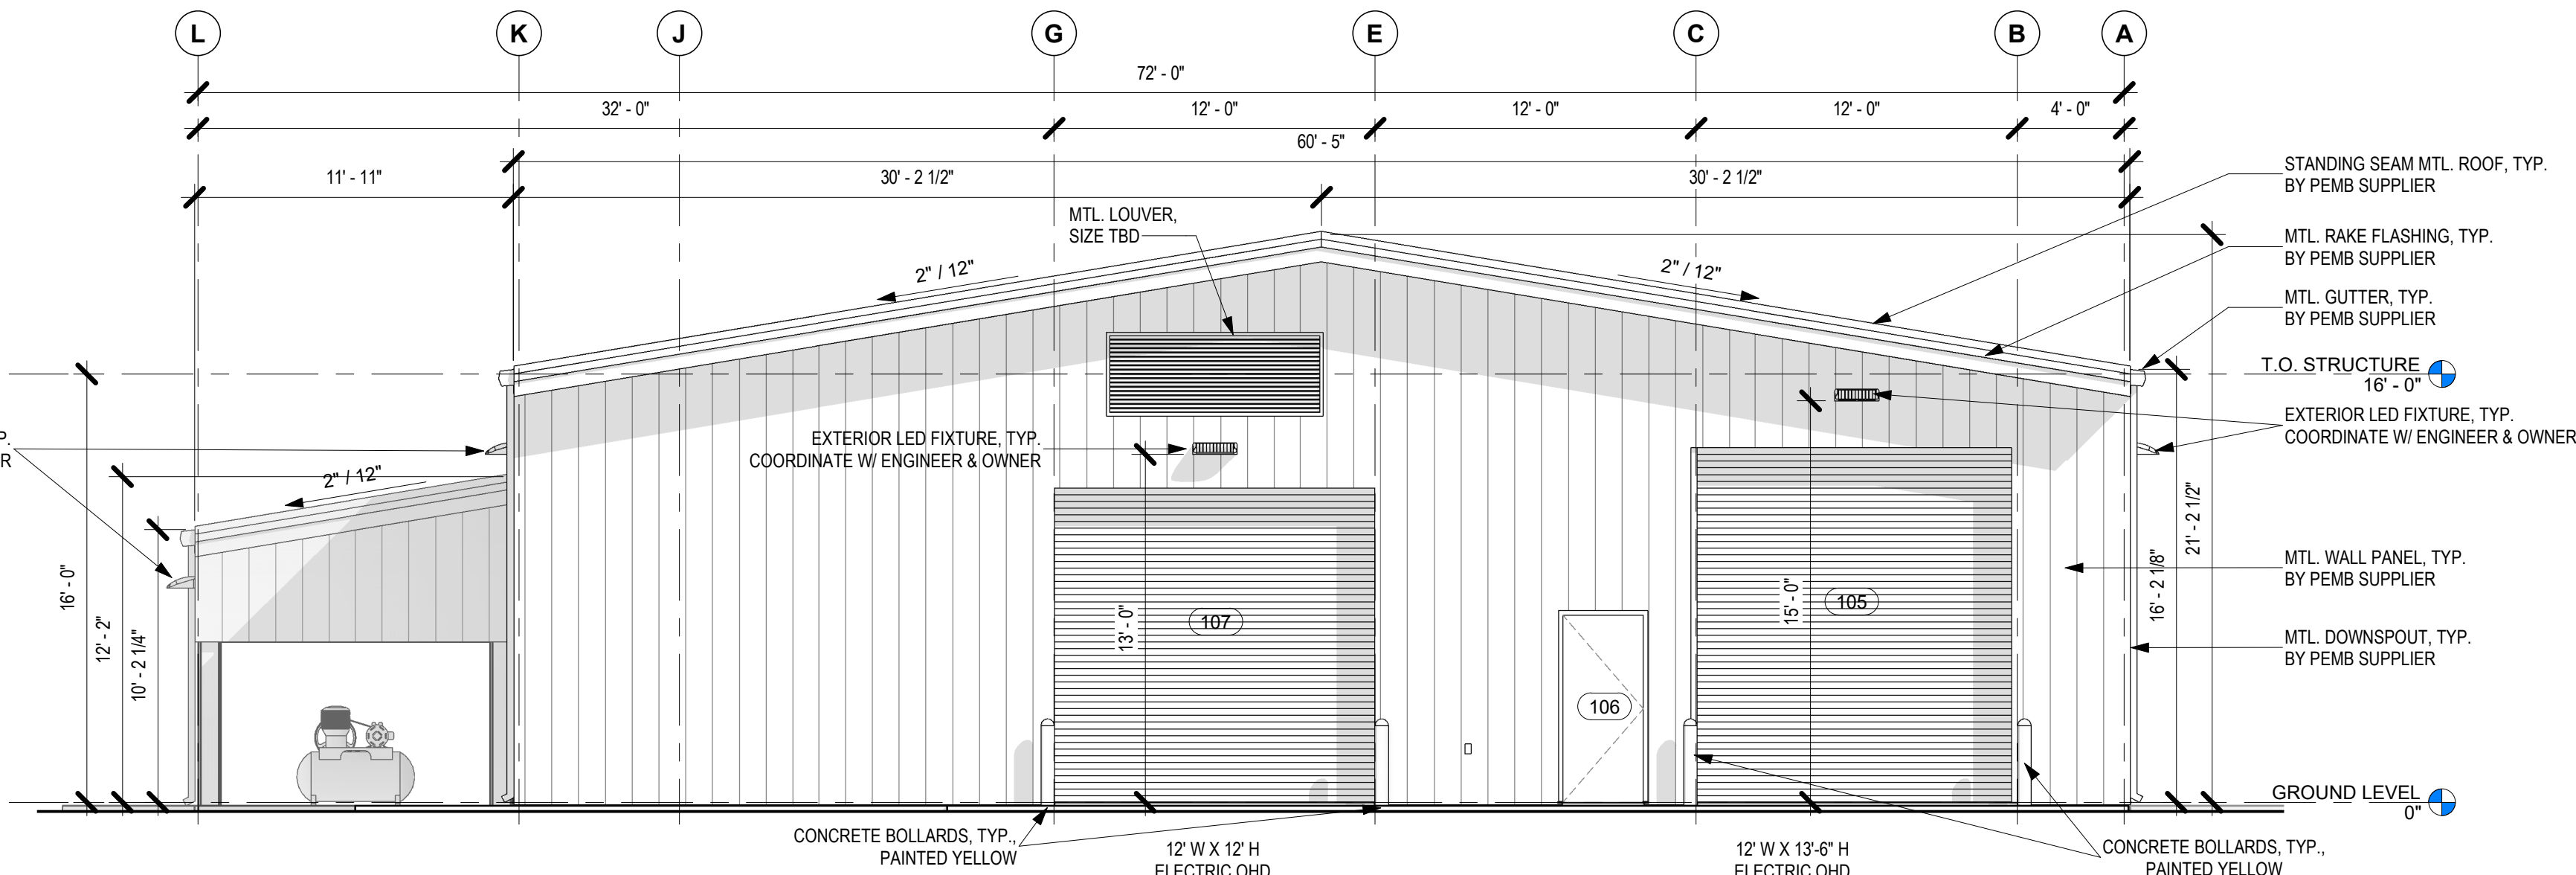 L K J G E C B A
72' - 0"
32' - 0" 12' - 0" 12' - 0" 12' - 0" 4' - 0"
60' - 5"
11' - 11" 30' - 2 1/2" 30' - 2 1/2"
STANDING SEAM MTL. ROOF, TYP.
BY PEMB SUPPLIER
MTL. LOUVER,
SIZE TBD
MTL. RAKE FLASHING, TYP.
BY PEMB SUPPLIER
2" / 12"
2" / 12"
MTL. GUTTER, TYP.
BY PEMB SUPPLIER
T.O. STRUCTURE
16' - 0"
EXTERIOR LED FIXTURE, TYP.
COORDINATE W/ ENGINEER & OWNER
P.
R
EXTERIOR LED FIXTURE, TYP.
COORDINATE W/ ENGINEER & OWNER
2" / 12"
16' - 0"
12' - 2"
10' - 2 1/4"
13' - 0"
107
106
15' - 0"
105
16' - 2 1/8"
21' - 2 1/2"
MTL. WALL PANEL, TYP.
BY PEMB SUPPLIER
MTL. DOWNSPOUT, TYP.
BY PEMB SUPPLIER
GROUND LEVEL
0"
CONCRETE BOLLARDS, TYP.,
PAINTED YELLOW
12' W X 12' H
ELECTRIC OHD
12' W X 13'-6" H
ELECTRIC OHD
CONCRETE BOLLARDS, TYP.,
PAINTED YELLOW